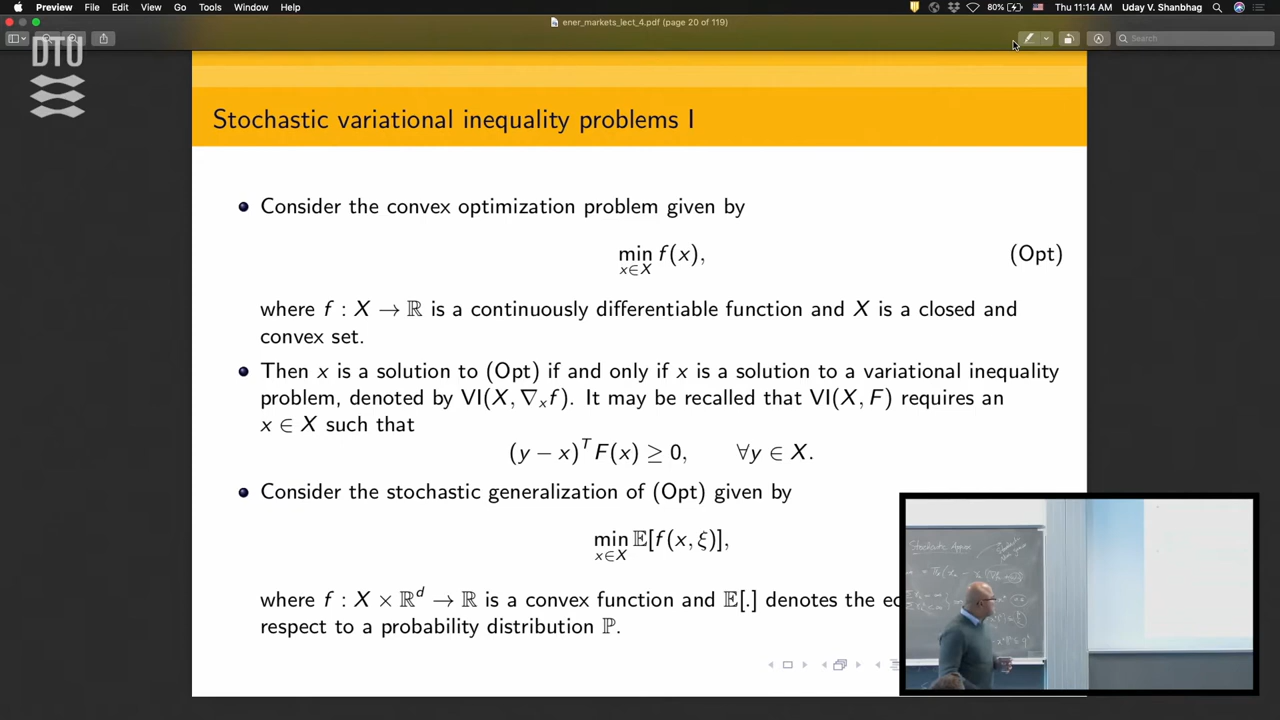 Preview File Edit View Go Tools Window Help 80% Thu 11:14 AM Uday V. Shanbhag
ener_markets_lect_4.pdf (page 20 of 119)
Search
DTU
Stochastic variational inequality problems I
Consider the convex optimization problem given by
min f(x), (Opt)
x∈X
where f : X → ℝ is a continuously differentiable function and X is a closed and
convex set.
Then x is a solution to (Opt) if and only if x is a solution to a variational inequality
problem, denoted by VI(X, ∇ₓf). It may be recalled that VI(X, F) requires an
x ∈ X such that
(y − x)ᵀF(x) ≥ 0, ∀y ∈ X.
Consider the stochastic generalization of (Opt) given by
min 𝔼[f(x, ξ)],
x∈X
where f : X × ℝᵈ → ℝ is a convex function and 𝔼[.] denotes the
respect to a probability distribution ℙ.
Stochastic Approx